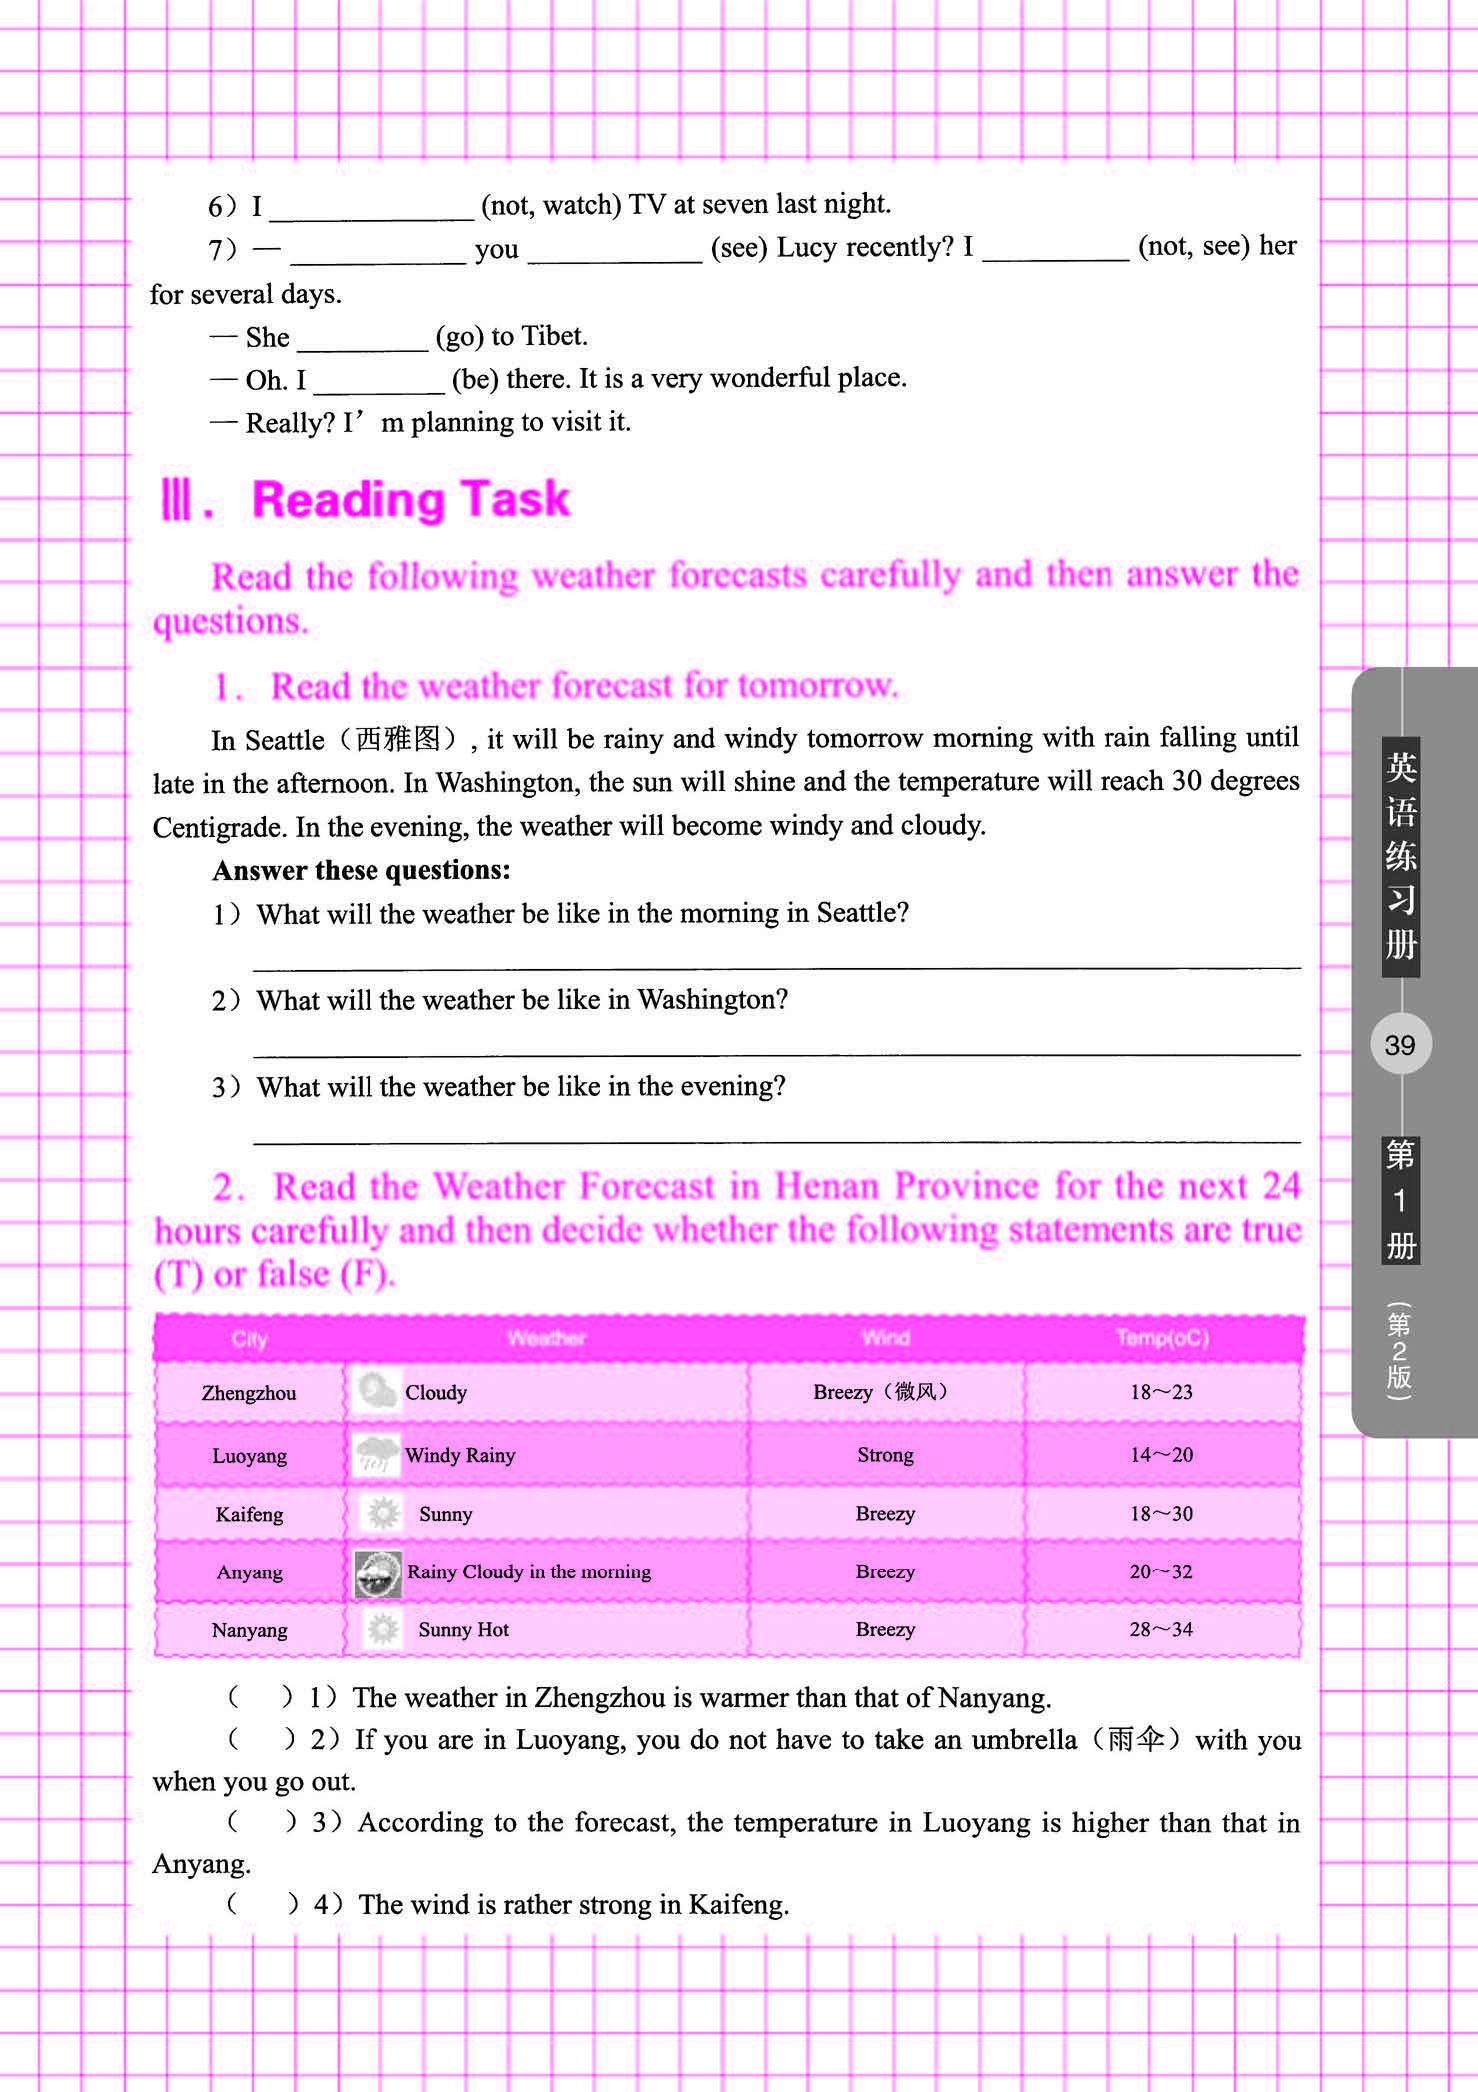 6）I ______________ (not, watch) TV at seven last night.
7）— ____________ you ____________ (see) Lucy recently? I __________ (not, see) her
for several days.
— She _________ (go) to Tibet.
— Oh. I _________ (be) there. It is a very wonderful place.
— Really? I’m planning to visit it.
Ⅲ. Reading Task
Read the following weather forecasts carefully and then answer the
questions.
1. Read the weather forecast for tomorrow.
In Seattle（西雅图）, it will be rainy and windy tomorrow morning with rain falling until
late in the afternoon. In Washington, the sun will shine and the temperature will reach 30 degrees
Centigrade. In the evening, the weather will become windy and cloudy.
Answer these questions:
1）What will the weather be like in the morning in Seattle?
2）What will the weather be like in Washington?
3）What will the weather be like in the evening?
2. Read the Weather Forecast in Henan Province for the next 24
hours carefully and then decide whether the following statements are true
(T) or false (F).
City Weather Wind Temp(oC)
Zhengzhou Cloudy Breezy（微风） 18～23
Luoyang Windy Rainy Strong 14～20
Kaifeng Sunny Breezy 18～30
Anyang Rainy Cloudy in the morning Breezy 20～32
Nanyang Sunny Hot Breezy 28～34
（ ）1）The weather in Zhengzhou is warmer than that of Nanyang.
（ ）2）If you are in Luoyang, you do not have to take an umbrella（雨伞）with you
when you go out.
（ ）3）According to the forecast, the temperature in Luoyang is higher than that in
Anyang.
（ ）4）The wind is rather strong in Kaifeng.
英语练习册
39
第1册
（第2版）